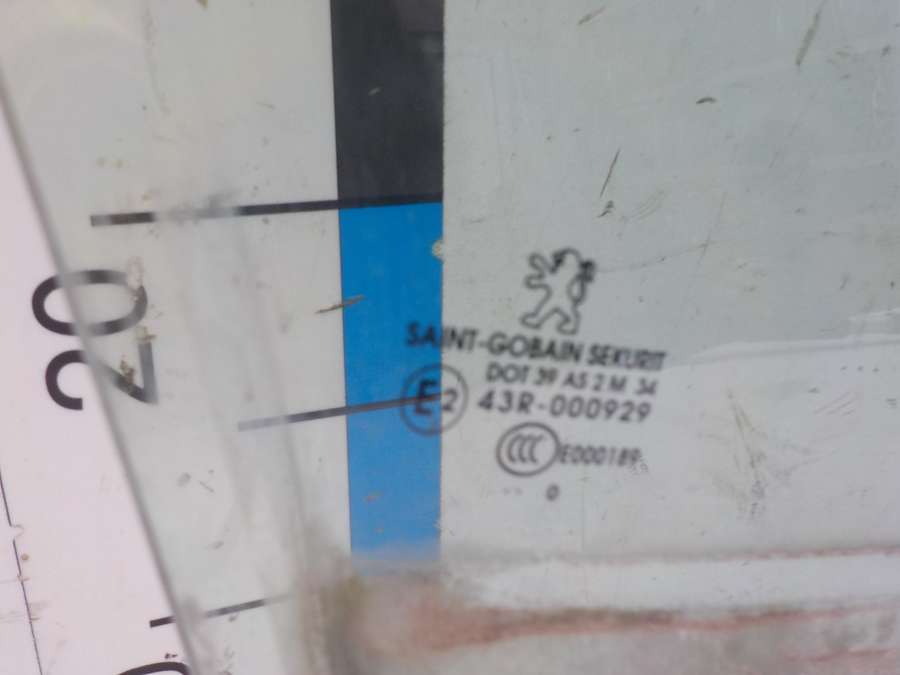 20
SAINT-GOBAIN SEKURIT
DOT 39 AS 2 M 34
E2 43R-000929
CCC E000189
0